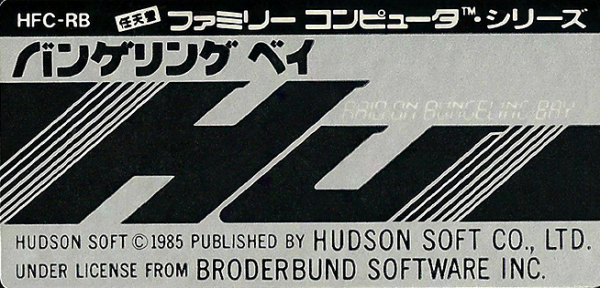 HFC-RB 任天堂 ファミリー コンピュータ™・シリーズ
バンゲリング ベイ
RAID ON BUNGELING BAY
HU
HUDSON SOFT © 1985 PUBLISHED BY HUDSON SOFT CO., LTD.
UNDER LICENSE FROM BRODERBUND SOFTWARE INC.